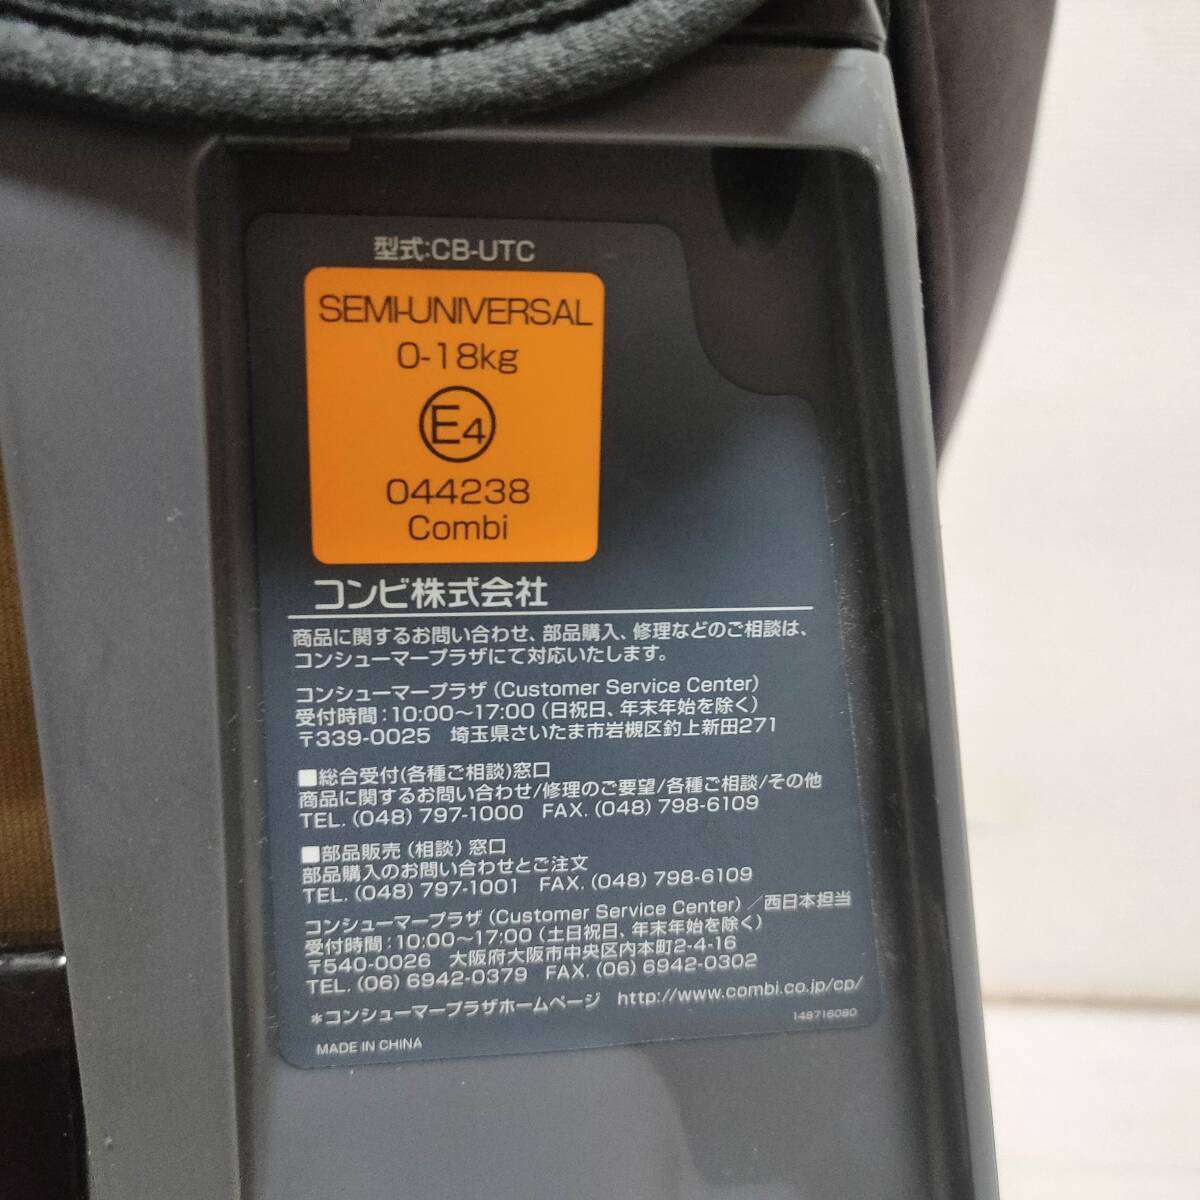 型式:CB-UTC
SEMI-UNIVERSAL
0-18kg
E4
044238
Combi
コンビ株式会社
商品に関するお問い合わせ、部品購入、修理などのご相談は、
コンシューマープラザにて対応いたします。
コンシューマープラザ (Customer Service Center)
受付時間:10:00～17:00 (日祝日、年末年始を除く)
〒339-0025 埼玉県さいたま市岩槻区釣上新田271
■総合受付(各種ご相談)窓口
商品に関するお問い合わせ/修理のご要望/各種ご相談/その他
TEL. (048) 797-1000 FAX. (048) 798-6109
■部品販売 (相談) 窓口
部品購入のお問い合わせとご注文
TEL. (048) 797-1001 FAX. (048) 798-6109
コンシューマープラザ (Customer Service Center) ／西日本担当
受付時間:10:00～17:00 (土日祝日、年末年始を除く)
〒540-0026 大阪府大阪市中央区内本町2-4-16
TEL. (06) 6942-0379 FAX. (06) 6942-0302
*コンシューマープラザホームページ http://www.combi.co.jp/cp/
148716080
MADE IN CHINA